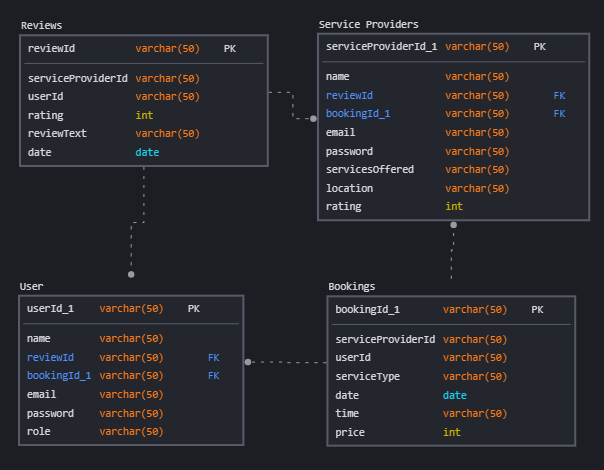 Reviews
reviewId varchar(50) PK
serviceProviderId varchar(50)
userId varchar(50)
rating int
reviewText varchar(50)
date date
Service Providers
serviceProviderId_1 varchar(50) PK
name varchar(50)
reviewId varchar(50) FK
bookingId_1 varchar(50) FK
email varchar(50)
password varchar(50)
servicesOffered varchar(50)
location varchar(50)
rating int
User
userId_1 varchar(50) PK
name varchar(50)
reviewId varchar(50) FK
bookingId_1 varchar(50) FK
email varchar(50)
password varchar(50)
role varchar(50)
Bookings
bookingId_1 varchar(50) PK
serviceProviderId varchar(50)
userId varchar(50)
serviceType varchar(50)
date date
time varchar(50)
price int